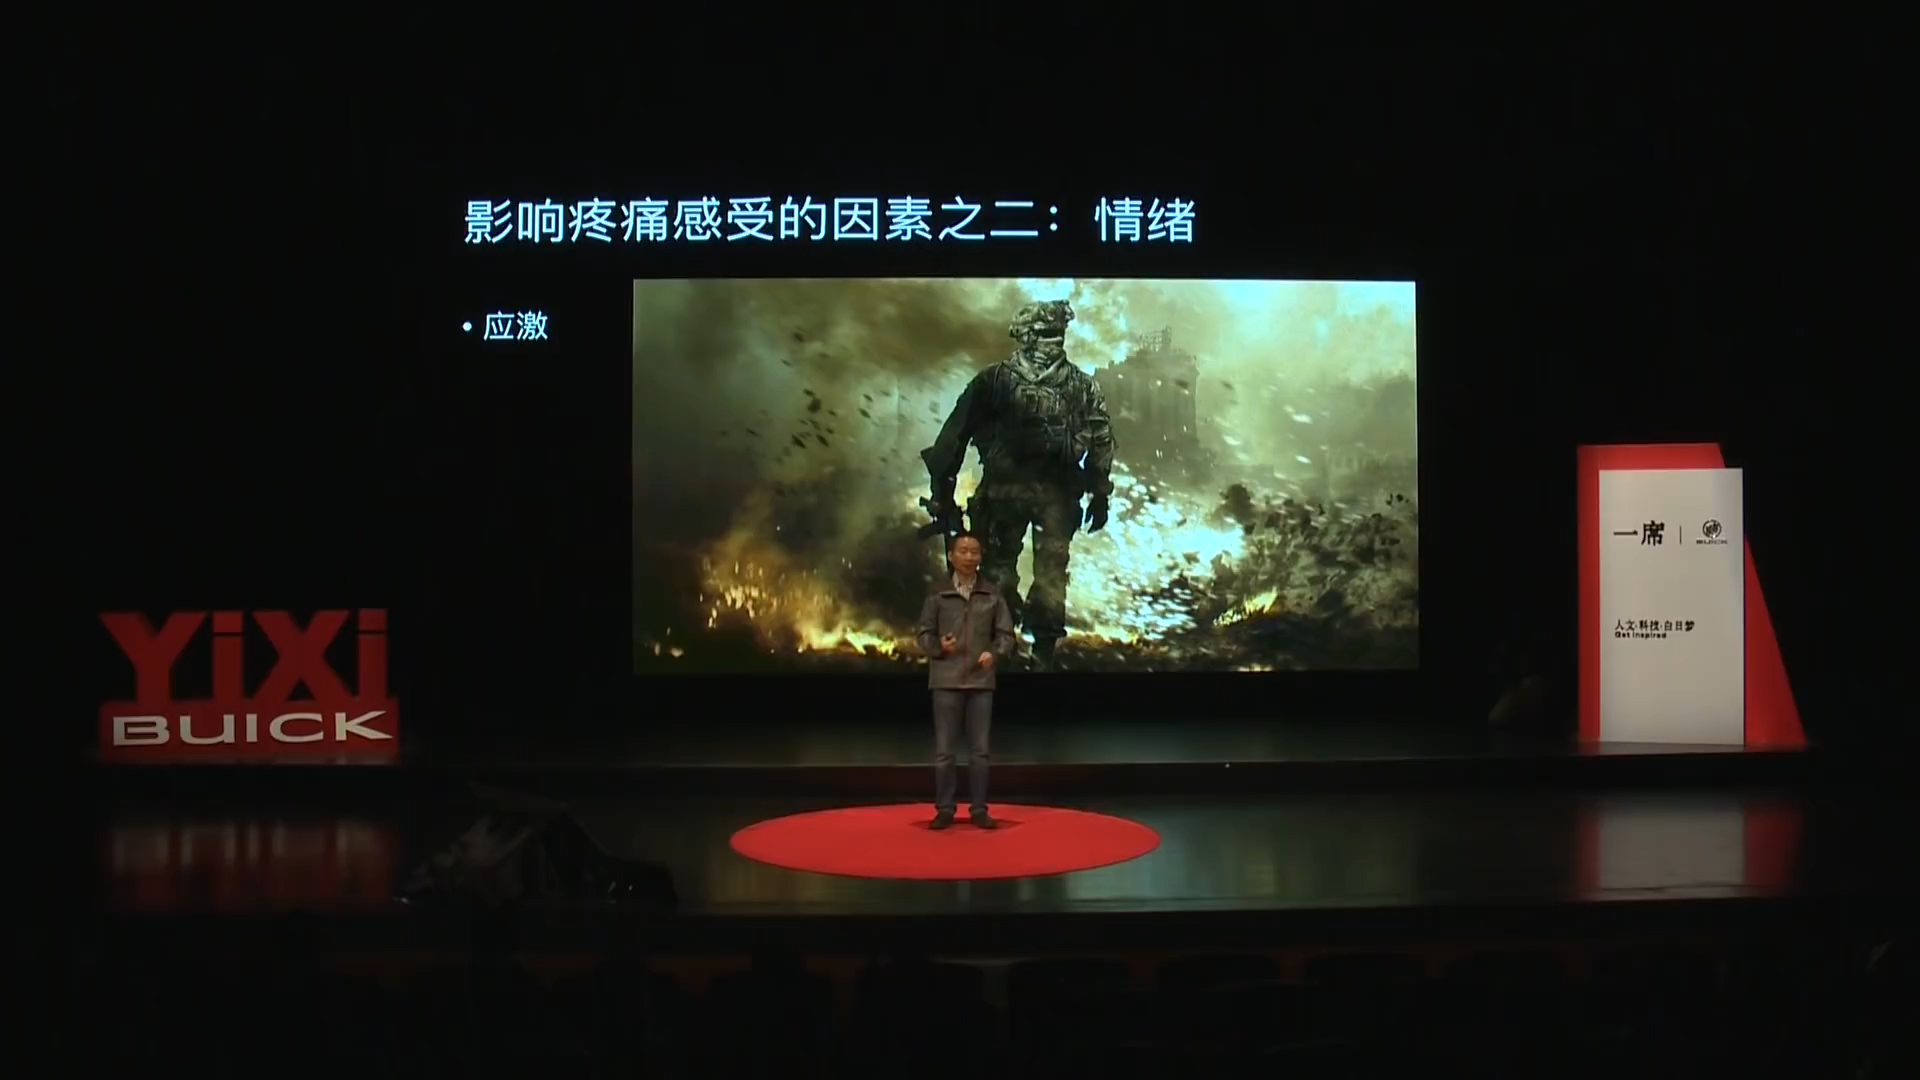 影响疼痛感受的因素之二：情绪
• 应激
YiXi
BUICK
一席 | BUICK
人文·科技·白日梦
Get Inspired